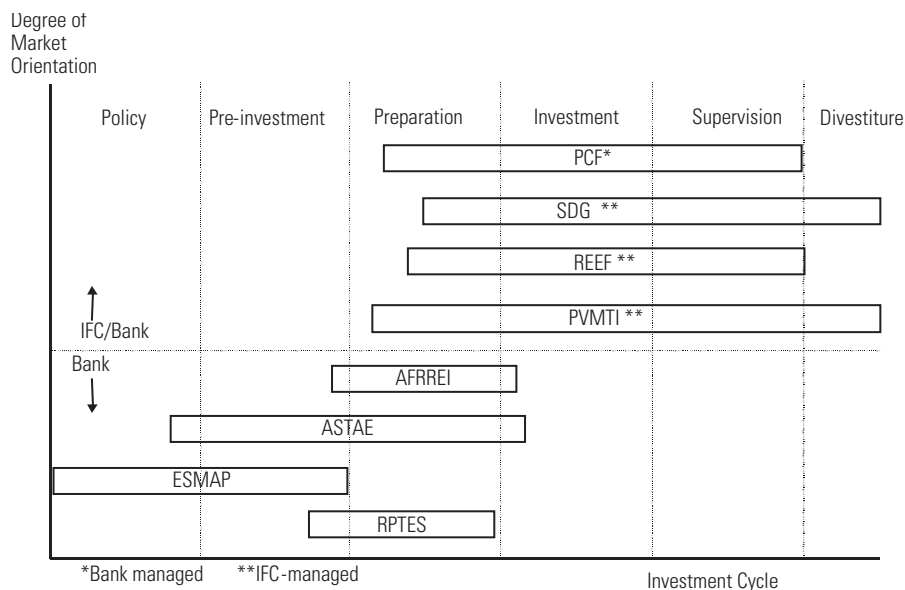 Degree of
Market
Orientation
Policy Pre-investment Preparation Investment Supervision Divestiture
PCF*
SDG **
REEF **
PVMTI **
IFC/Bank
Bank
AFRREI
ASTAE
ESMAP
RPTES
*Bank managed **IFC-managed
Investment Cycle